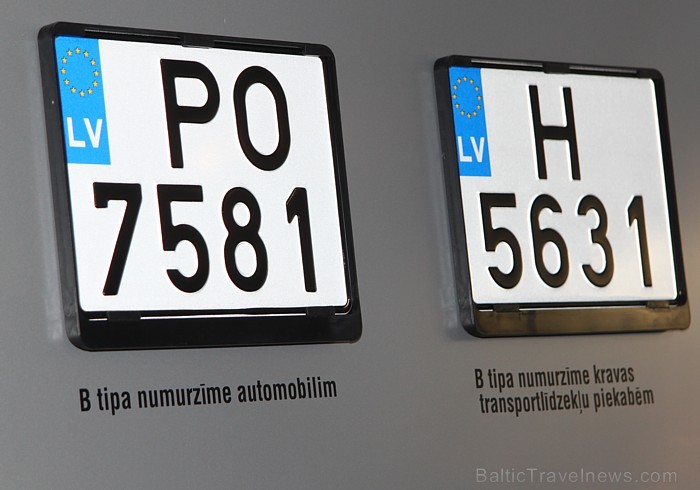 LV
PO
7581
B tipa numurzīme automobilim
LV
H
5631
B tipa numurzīme kravas
transportlīdzekļu piekabēm
BalticTravelnews.com